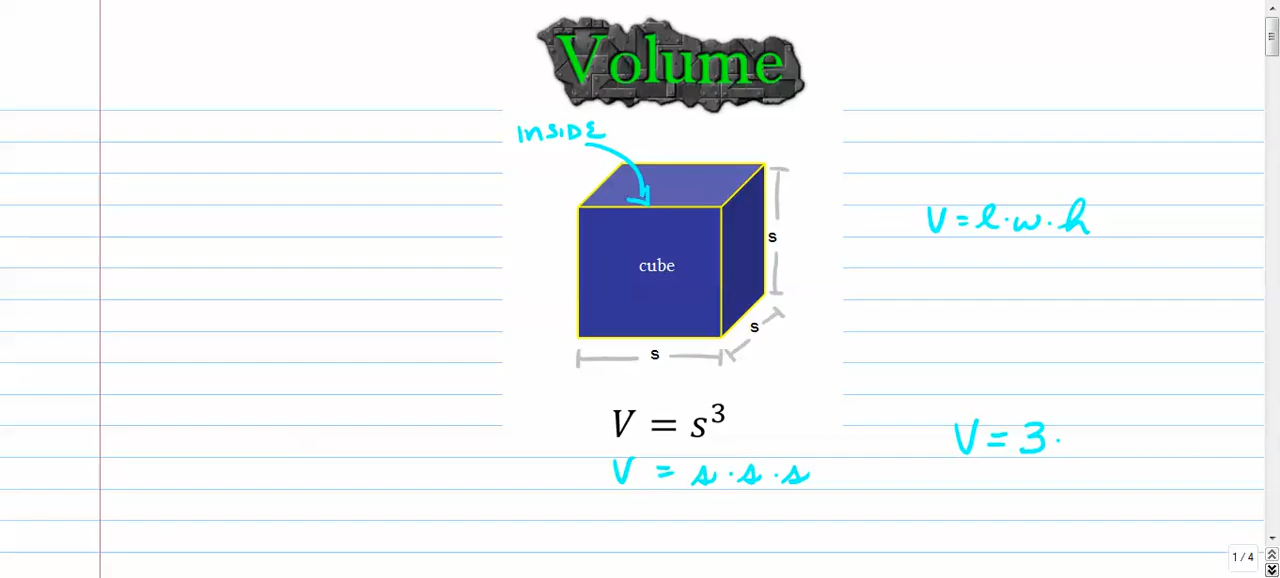 Volume
INSIDE
V = l · w · h
s
cube
s
s
V = s³
V = 3 ·
V = s · s · s
1 / 4